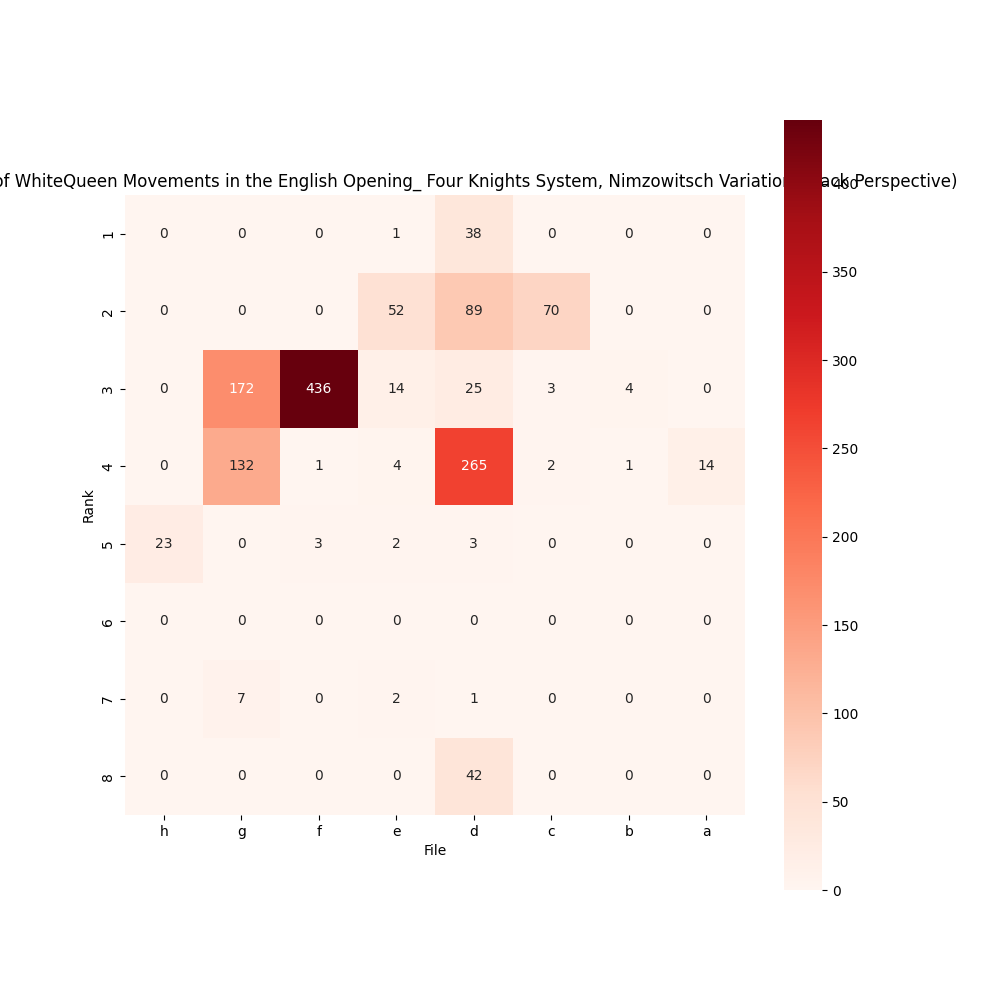 of WhiteQueen Movements in the English Opening_ Four Knights System, Nimzowitsch Variation Perspective)
400
350
300
250
200
150
100
50
0
Rank
1 0 0 0 1 38 0 0 0
2 0 0 0 52 89 70 0 0
3 0 172 436 14 25 3 4 0
4 0 132 1 4 265 2 1 14
5 23 0 3 2 3 0 0 0
6 0 0 0 0 0 0 0 0
7 0 7 0 2 1 0 0 0
8 0 0 0 0 42 0 0 0
h g f e d c b a
File